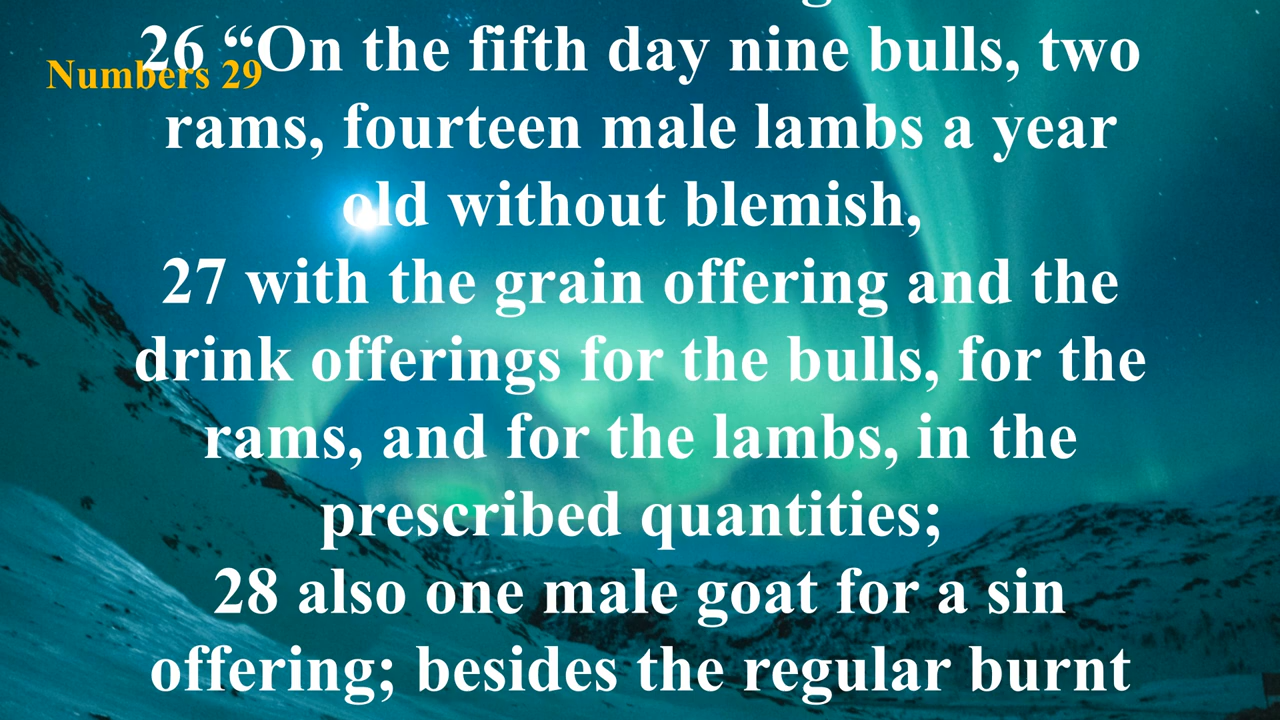 26 “On the fifth day nine bulls, two
Numbers 29
rams, fourteen male lambs a year
old without blemish,
27 with the grain offering and the
drink offerings for the bulls, for the
rams, and for the lambs, in the
prescribed quantities;
28 also one male goat for a sin
offering; besides the regular burnt